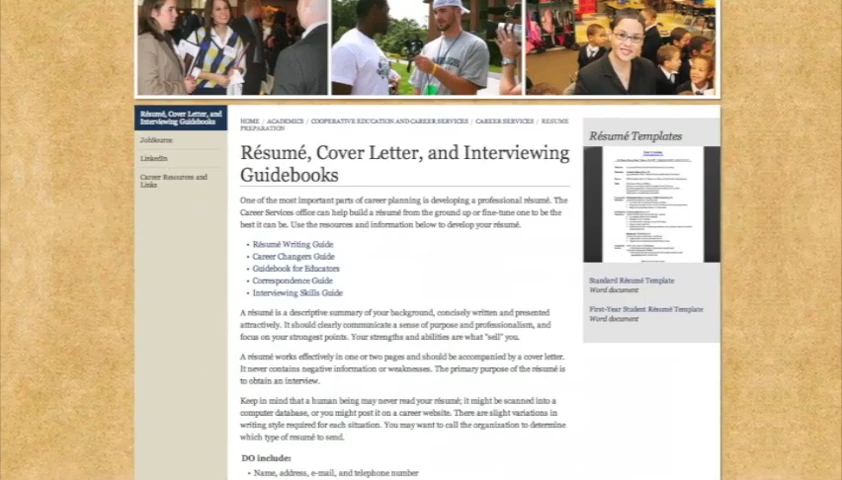 Résumé, Cover Letter, and
Interviewing Guidebooks
JobSource
LinkedIn
Career Resources and
Links
HOME / ACADEMICS / COOPERATIVE EDUCATION AND CAREER SERVICES / CAREER SERVICES / RESUME
PREPARATION
Résumé, Cover Letter, and Interviewing
Guidebooks
One of the most important parts of career planning is developing a professional résumé. The
Career Services office can help build a résumé from the ground up or fine-tune one to be the
best it can be. Use the resources and information below to develop your résumé.
• Résumé Writing Guide
• Career Changers Guide
• Guidebook for Educators
• Correspondence Guide
• Interviewing Skills Guide
A résumé is a descriptive summary of your background, concisely written and presented
attractively. It should clearly communicate a sense of purpose and professionalism, and
focus on your strongest points. Your strengths and abilities are what "sell" you.
A résumé works effectively in one or two pages and should be accompanied by a cover letter.
It never contains negative information or weaknesses. The primary purpose of the résumé is
to obtain an interview.
Keep in mind that a human being may never read your résumé; it might be scanned into a
computer database, or you might post it on a career website. There are slight variations in
writing style required for each situation. You may want to call the organization to determine
which type of resumé to send.
DO include:
• Name, address, e-mail, and telephone number
Résumé Templates
Standard Résumé Template
Word document
First-Year Student Résumé Template
Word document